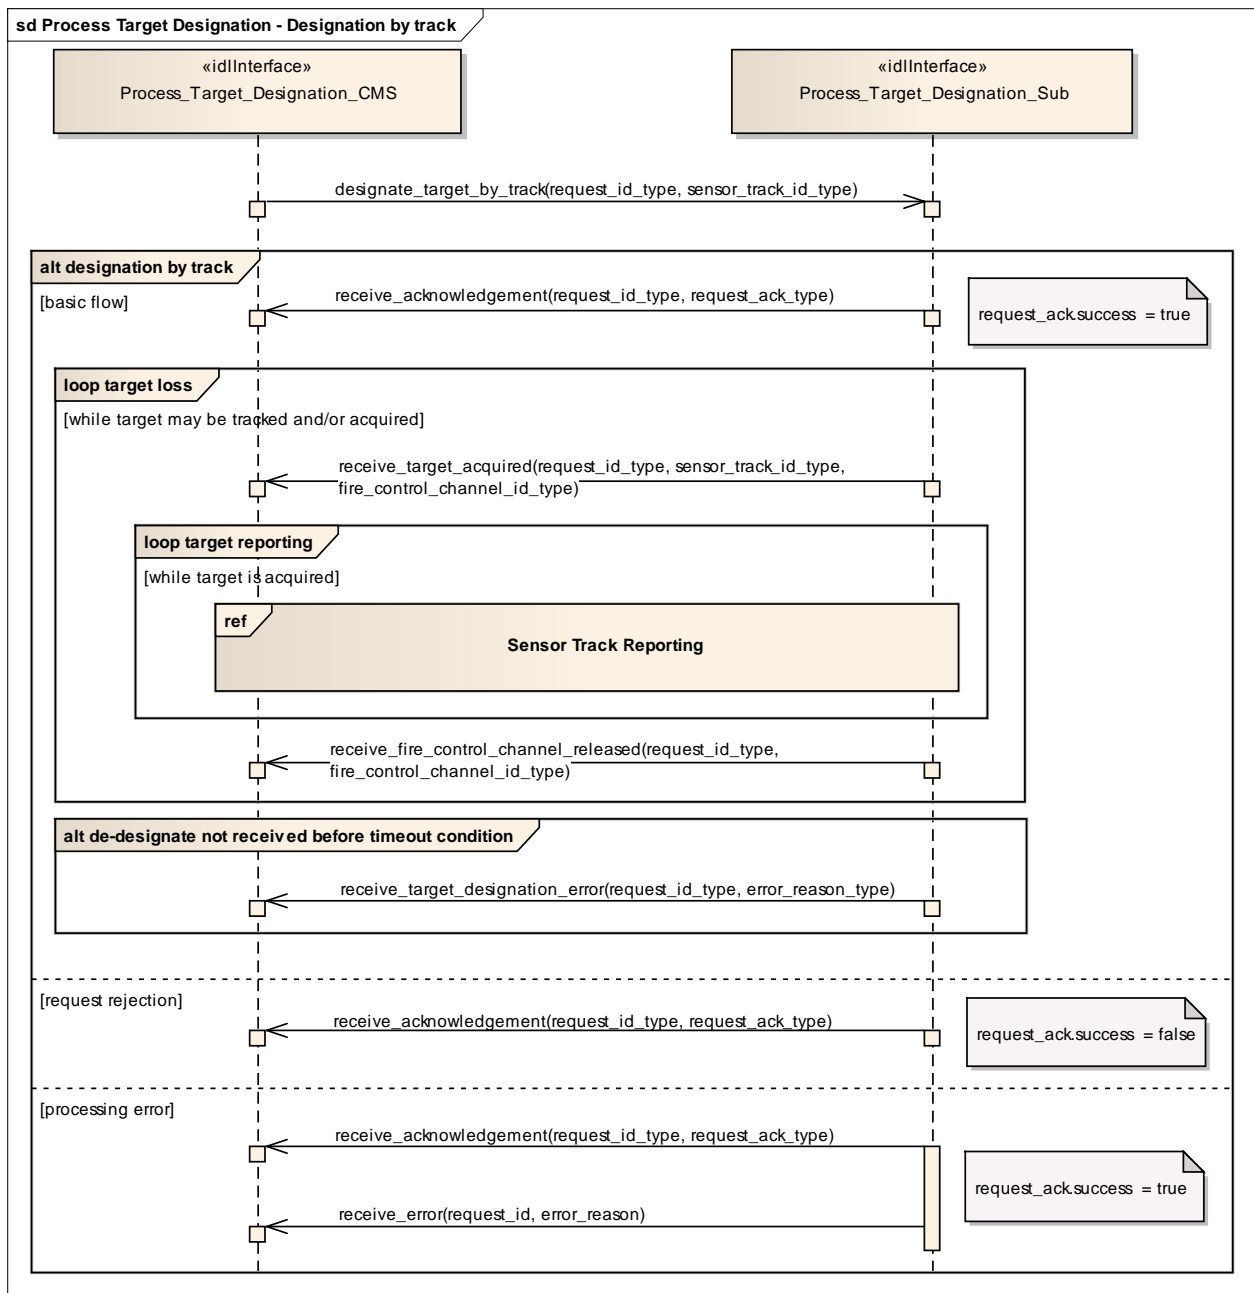 sd Process Target Designation - Designation by track
«idlInterface»
Process_Target_Designation_CMS
«idlInterface»
Process_Target_Designation_Sub
designate_target_by_track(request_id_type, sensor_track_id_type)
alt designation by track
[basic flow]
receive_acknowledgement(request_id_type, request_ack_type)
request_ack.success = true
loop target loss
[while target may be tracked and/or acquired]
receive_target_acquired(request_id_type, sensor_track_id_type,
fire_control_channel_id_type)
loop target reporting
[while target is acquired]
ref
Sensor Track Reporting
receive_fire_control_channel_released(request_id_type,
fire_control_channel_id_type)
alt de-designate not received before timeout condition
receive_target_designation_error(request_id_type, error_reason_type)
[request rejection]
receive_acknowledgement(request_id_type, request_ack_type)
request_ack.success = false
[processing error]
receive_acknowledgement(request_id_type, request_ack_type)
request_ack.success = true
receive_error(request_id, error_reason)